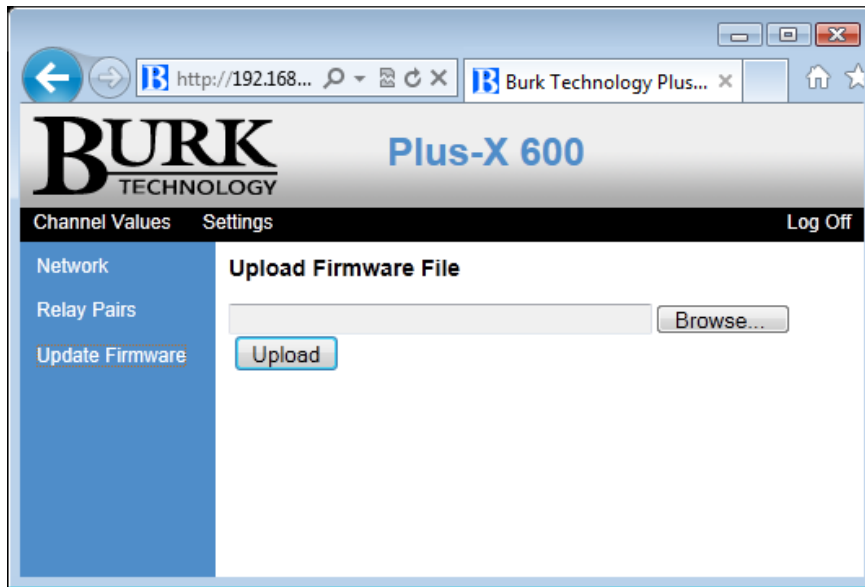 http://192.168... Burk Technology Plus...
BURK
TECHNOLOGY
Plus-X 600
Channel Values Settings Log Off
Network
Upload Firmware File
Relay Pairs
Browse...
Update Firmware
Upload